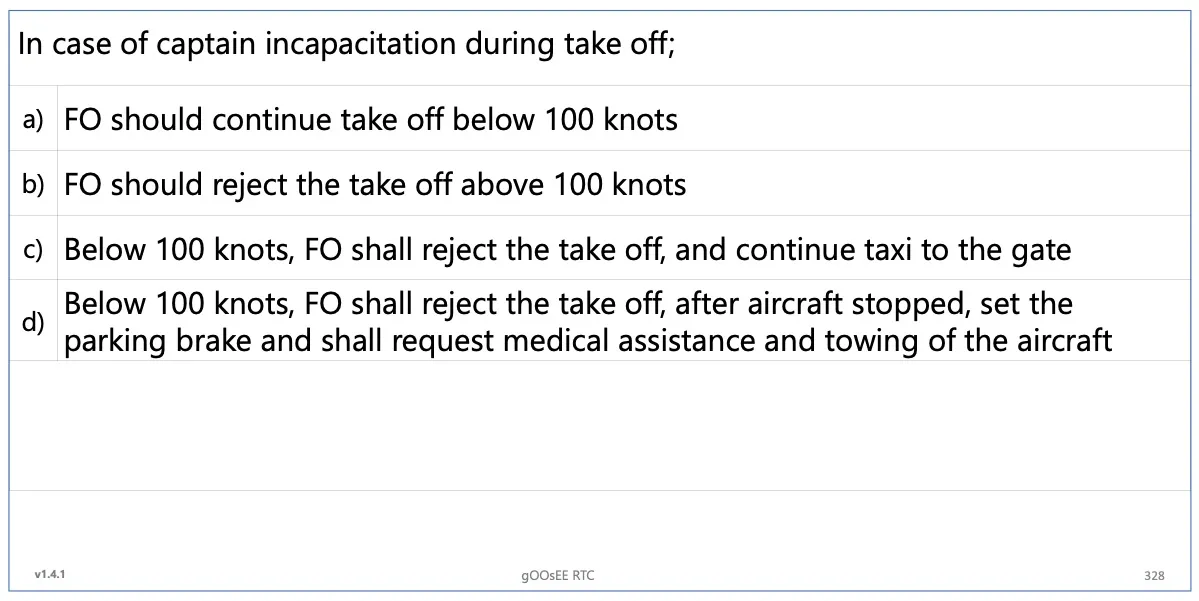 In case of captain incapacitation during take off;
a) FO should continue take off below 100 knots
b) FO should reject the take off above 100 knots
c) Below 100 knots, FO shall reject the take off, and continue taxi to the gate
d) Below 100 knots, FO shall reject the take off, after aircraft stopped, set the
parking brake and shall request medical assistance and towing of the aircraft
v1.4.1 gOOsEE RTC 328